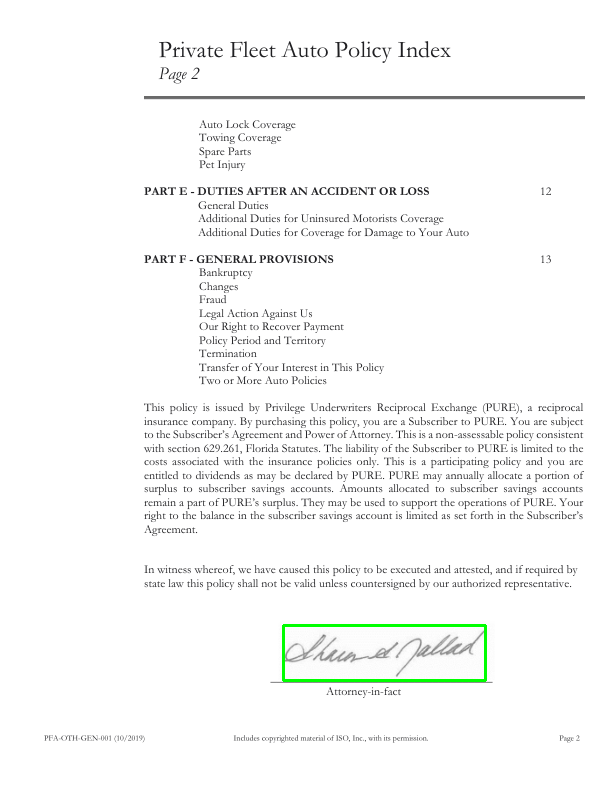 Private Fleet Auto Policy Index
Page 2
Auto Lock Coverage
Towing Coverage
Spare Parts
Pet Injury
PART E - DUTIES AFTER AN ACCIDENT OR LOSS 12
General Duties
Additional Duties for Uninsured Motorists Coverage
Additional Duties for Coverage for Damage to Your Auto
PART F - GENERAL PROVISIONS 13
Bankruptcy
Changes
Fraud
Legal Action Against Us
Our Right to Recover Payment
Policy Period and Territory
Termination
Transfer of Your Interest in This Policy
Two or More Auto Policies
This policy is issued by Privilege Underwriters Reciprocal Exchange (PURE), a reciprocal
insurance company. By purchasing this policy, you are a Subscriber to PURE. You are subject
to the Subscriber's Agreement and Power of Attorney. This is a non-assessable policy consistent
with section 629.261, Florida Statutes. The liability of the Subscriber to PURE is limited to the
costs associated with the insurance policies only. This is a participating policy and you are
entitled to dividends as may be declared by PURE. PURE may annually allocate a portion of
surplus to subscriber savings accounts. Amounts allocated to subscriber savings accounts
remain a part of PURE's surplus. They may be used to support the operations of PURE. Your
right to the balance in the subscriber savings account is limited as set forth in the Subscriber's
Agreement.
In witness whereof, we have caused this policy to be executed and attested, and if required by
state law this policy shall not be valid unless countersigned by our authorized representative.
Attorney-in-fact
PFA-OTH-GEN-001 (10/2019) Includes copyrighted material of ISO, Inc., with its permission. Page 2